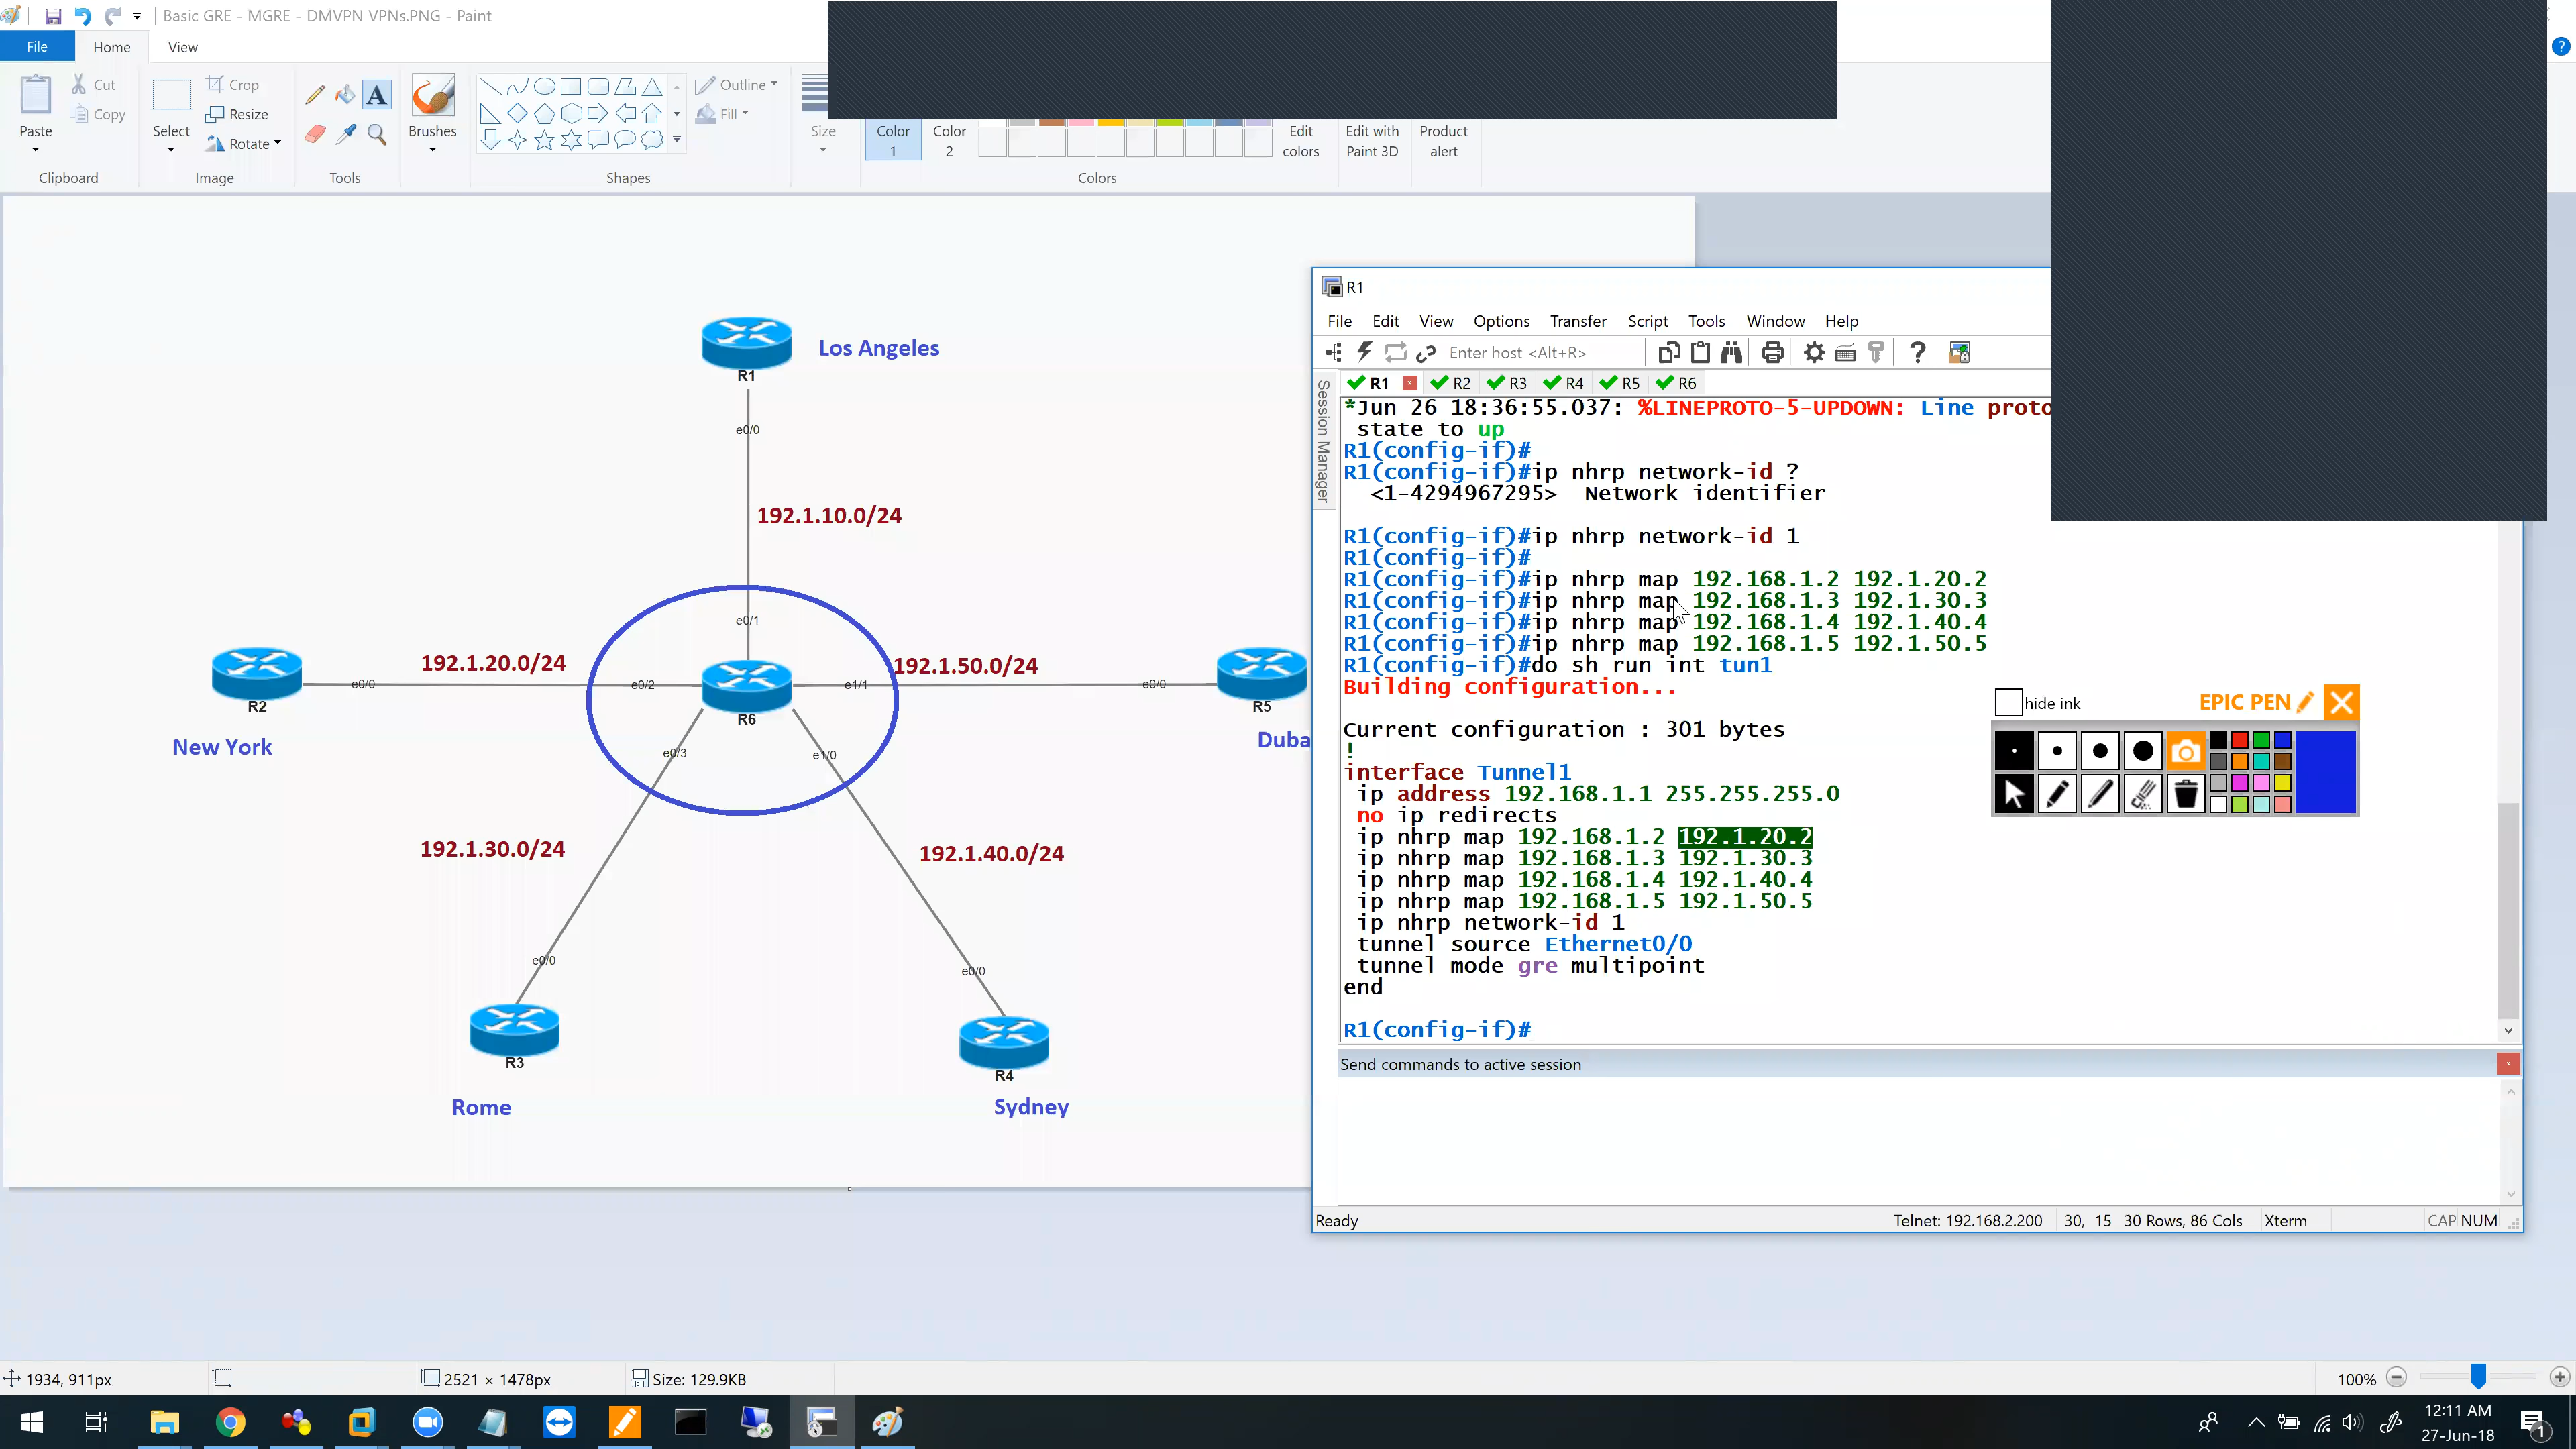 Basic GRE - MGRE - DMVPN VPNs.PNG - Paint
File
Home
View
?
Paste
Cut
Copy
Clipboard
Select
Crop
Resize
Rotate
Image
A
Tools
Brushes
Shapes
Outline
Fill
Size
Color
1
Color
2
Edit
colors
Colors
Edit with
Paint 3D
Product
alert
R1
Los Angeles
e0/0
192.1.10.0/24
e0/1
192.1.20.0/24
192.1.50.0/24
e0/0
e0/2
e1/1
e0/0
R2
R6
R5
New York
Duba
e0/3
e1/0
192.1.30.0/24
192.1.40.0/24
e0/0
e0/0
R3
R4
Rome
Sydney
R1
File Edit View Options Transfer Script Tools Window Help
Enter host <Alt+R>
?
Session Manager
R1 R2 R3 R4 R5 R6
*Jun 26 18:36:55.037: %LINEPROTO-5-UPDOWN: Line proto
state to up
R1(config-if)#
R1(config-if)#ip nhrp network-id ?
<1-4294967295> Network identifier
R1(config-if)#ip nhrp network-id 1
R1(config-if)#
R1(config-if)#ip nhrp map 192.168.1.2 192.1.20.2
R1(config-if)#ip nhrp map 192.168.1.3 192.1.30.3
R1(config-if)#ip nhrp map 192.168.1.4 192.1.40.4
R1(config-if)#ip nhrp map 192.168.1.5 192.1.50.5
R1(config-if)#do sh run int tun1
Building configuration...
Current configuration : 301 bytes
!
interface Tunnel1
ip address 192.168.1.1 255.255.255.0
no ip redirects
ip nhrp map 192.168.1.2 192.1.20.2
ip nhrp map 192.168.1.3 192.1.30.3
ip nhrp map 192.168.1.4 192.1.40.4
ip nhrp map 192.168.1.5 192.1.50.5
ip nhrp network-id 1
tunnel source Ethernet0/0
tunnel mode gre multipoint
end
R1(config-if)#
hide ink
EPIC PEN
Send commands to active session
Ready
Telnet: 192.168.2.200
30, 15
30 Rows, 86 Cols
Xterm
CAP NUM
1934, 911px
2521 × 1478px
Size: 129.9KB
100%
12:11 AM
27-Jun-18
1